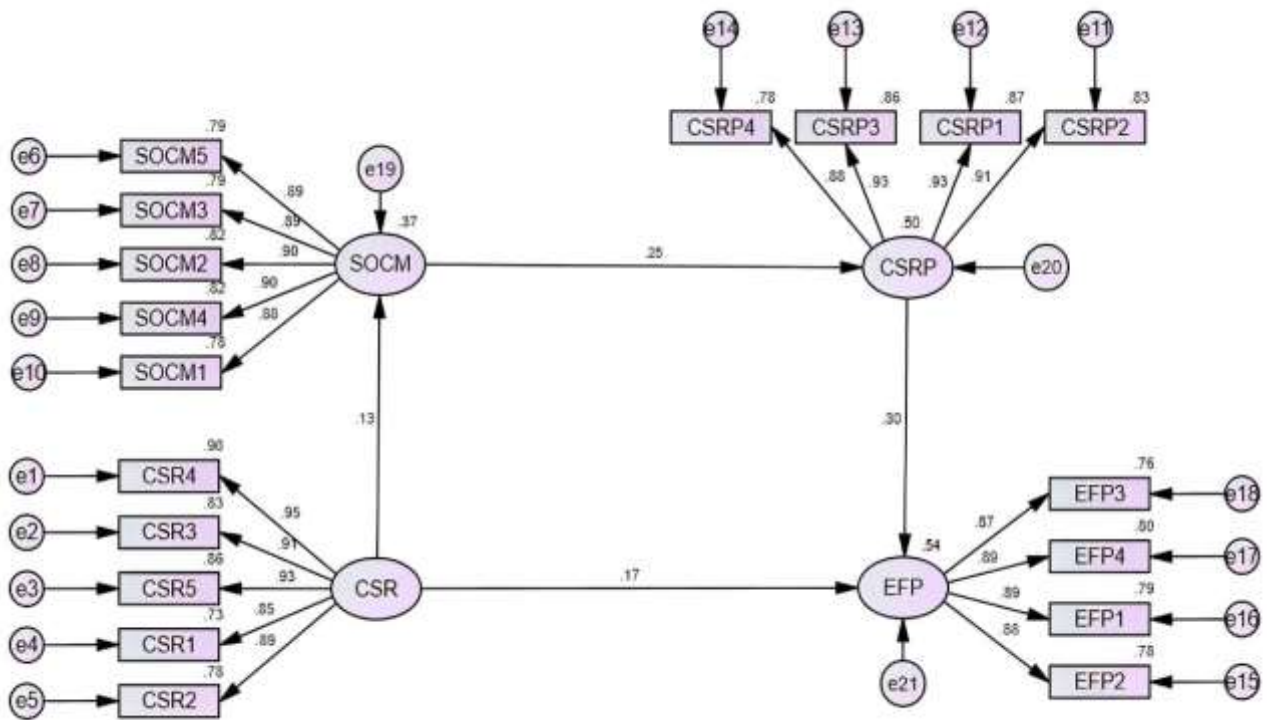 e14 e13 e12 e11
.78 .86 .87 .83
CSRP4 CSRP3 CSRP1 CSRP2
.88 .93 .93 .91
.79
e6 SOCM5
.89
.79
e7 SOCM3
.89
.82
e8 SOCM2
.90
.82
e9 SOCM4
.90
.78
e10 SOCM1
.88
e19
.37
SOCM
.25
.50
CSRP
e20
.13
.30
.90
e1 CSR4
.95
.83
e2 CSR3
.91
.86
e3 CSR5
.93
.73
e4 CSR1
.85
.78
e5 CSR2
.89
CSR
.17
.54
EFP
e21
.76
.87 EFP3 e18
.80
.89 EFP4 e17
.79
.89 EFP1 e16
.78
.88 EFP2 e15